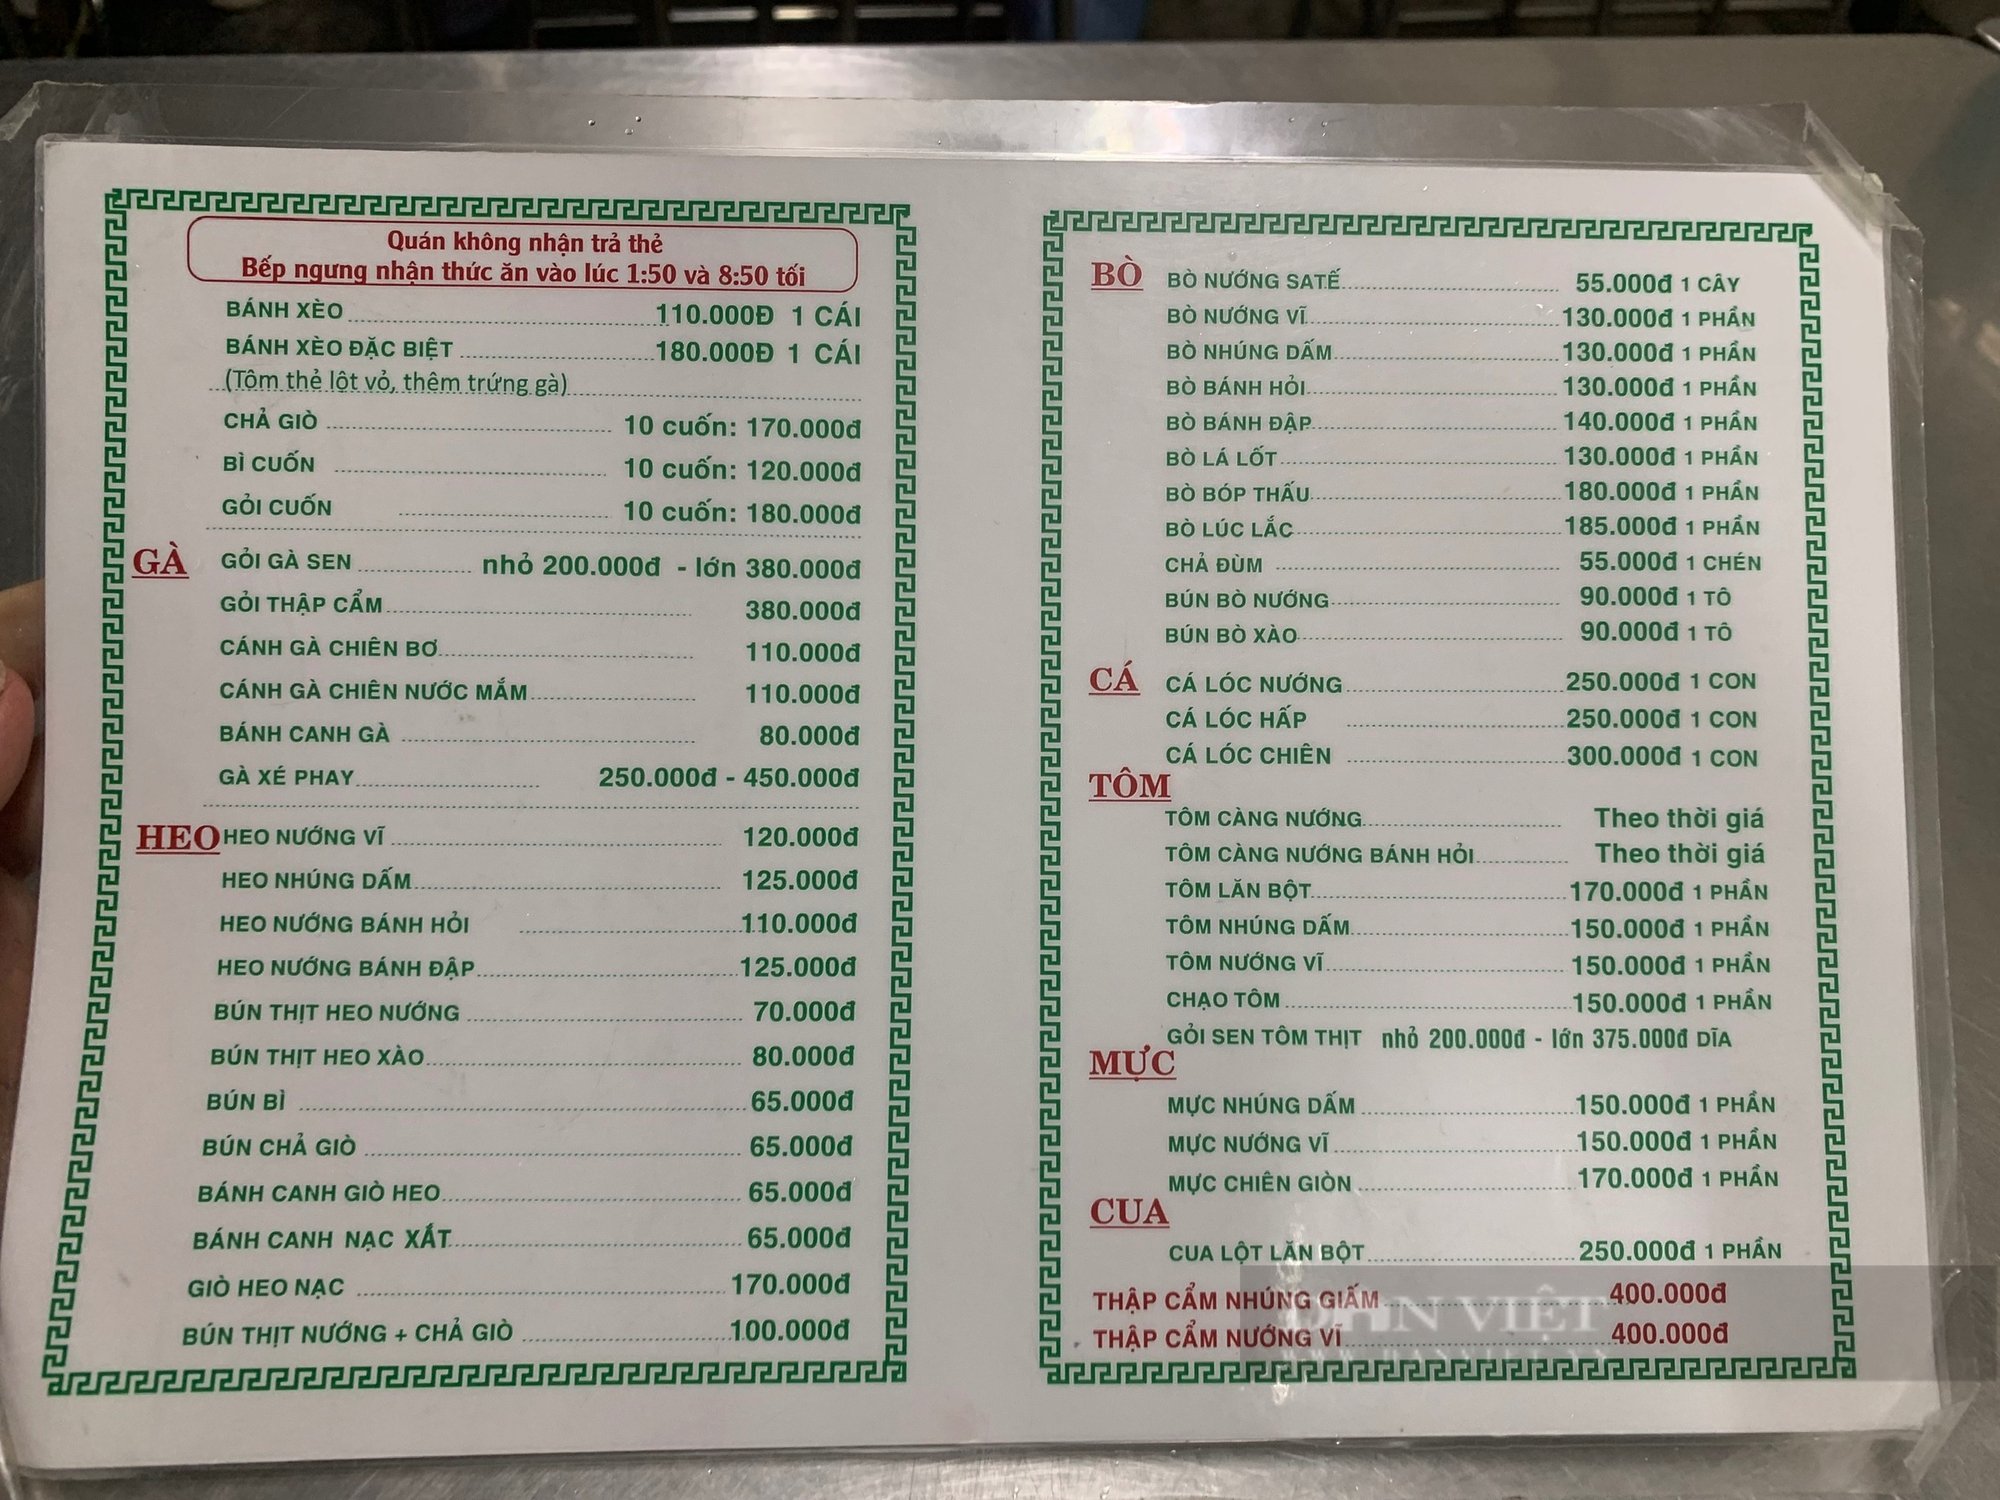 Quán không nhận trả thẻ
Bếp ngưng nhận thức ăn vào lúc 1:50 và 8:50 tối
BÁNH XÈO 110.000Đ 1 CÁI
BÁNH XÈO ĐẶC BIỆT 180.000Đ 1 CÁI
(Tôm thẻ lột vỏ, thêm trứng gà)
CHẢ GIÒ 10 cuốn: 170.000đ
BÌ CUỐN 10 cuốn: 120.000đ
GỎI CUỐN 10 cuốn: 180.000đ
GÀ
GỎI GÀ SEN nhỏ 200.000đ - lớn 380.000đ
GỎI THẬP CẨM 380.000đ
CÁNH GÀ CHIÊN BƠ 110.000đ
CÁNH GÀ CHIÊN NƯỚC MẮM 110.000đ
BÁNH CANH GÀ 80.000đ
GÀ XÉ PHAY 250.000đ - 450.000đ
HEO
HEO NƯỚNG VĨ 120.000đ
HEO NHÚNG DẤM 125.000đ
HEO NƯỚNG BÁNH HỎI 110.000đ
HEO NƯỚNG BÁNH ĐẬP 125.000đ
BÚN THỊT HEO NƯỚNG 70.000đ
BÚN THỊT HEO XÀO 80.000đ
BÚN BÌ 65.000đ
BÚN CHẢ GIÒ 65.000đ
BÁNH CANH GIÒ HEO 65.000đ
BÁNH CANH NẠC XẮT 65.000đ
GIÒ HEO NẠC 170.000đ
BÚN THỊT NƯỚNG + CHẢ GIÒ 100.000đ
BÒ
BÒ NƯỚNG SATẾ 55.000đ 1 CÂY
BÒ NƯỚNG VĨ 130.000đ 1 PHẦN
BÒ NHÚNG DẤM 130.000đ 1 PHẦN
BÒ BÁNH HỎI 130.000đ 1 PHẦN
BÒ BÁNH ĐẬP 140.000đ 1 PHẦN
BÒ LÁ LỐT 130.000đ 1 PHẦN
BÒ BÓP THẤU 180.000đ 1 PHẦN
BÒ LÚC LẮC 185.000đ 1 PHẦN
CHẢ ĐÙM 55.000đ 1 CHÉN
BÚN BÒ NƯỚNG 90.000đ 1 TÔ
BÚN BÒ XÀO 90.000đ 1 TÔ
CÁ
CÁ LÓC NƯỚNG 250.000đ 1 CON
CÁ LÓC HẤP 250.000đ 1 CON
CÁ LÓC CHIÊN 300.000đ 1 CON
TÔM
TÔM CÀNG NƯỚNG Theo thời giá
TÔM CÀNG NƯỚNG BÁNH HỎI Theo thời giá
TÔM LĂN BỘT 170.000đ 1 PHẦN
TÔM NHÚNG DẤM 150.000đ 1 PHẦN
TÔM NƯỚNG VĨ 150.000đ 1 PHẦN
CHẠO TÔM 150.000đ 1 PHẦN
GỎI SEN TÔM THỊT nhỏ 200.000đ - lớn 375.000đ DĨA
MỰC
MỰC NHÚNG DẤM 150.000đ 1 PHẦN
MỰC NƯỚNG VĨ 150.000đ 1 PHẦN
MỰC CHIÊN GIÒN 170.000đ 1 PHẦN
CUA
CUA LỘT LĂN BỘT 250.000đ 1 PHẦN
THẬP CẨM NHÚNG GIẤM 400.000đ
THẬP CẨM NƯỚNG VĨ 400.000đ
DÂN VIỆT